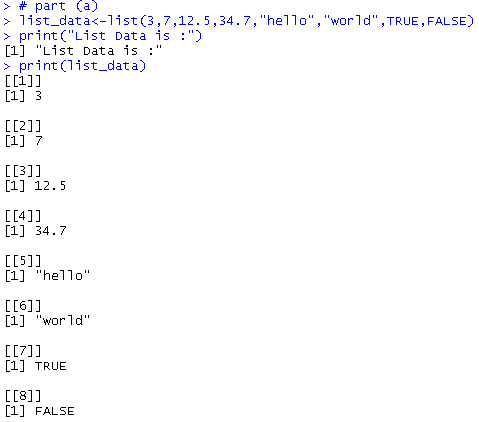 > # part (a)
> list_data<-list(3,7,12.5,34.7,"hello","world",TRUE,FALSE)
> print("List Data is :")
[1] "List Data is :"
> print(list_data)
[[1]]
[1] 3
[[2]]
[1] 7
[[3]]
[1] 12.5
[[4]]
[1] 34.7
[[5]]
[1] "hello"
[[6]]
[1] "world"
[[7]]
[1] TRUE
[[8]]
[1] FALSE